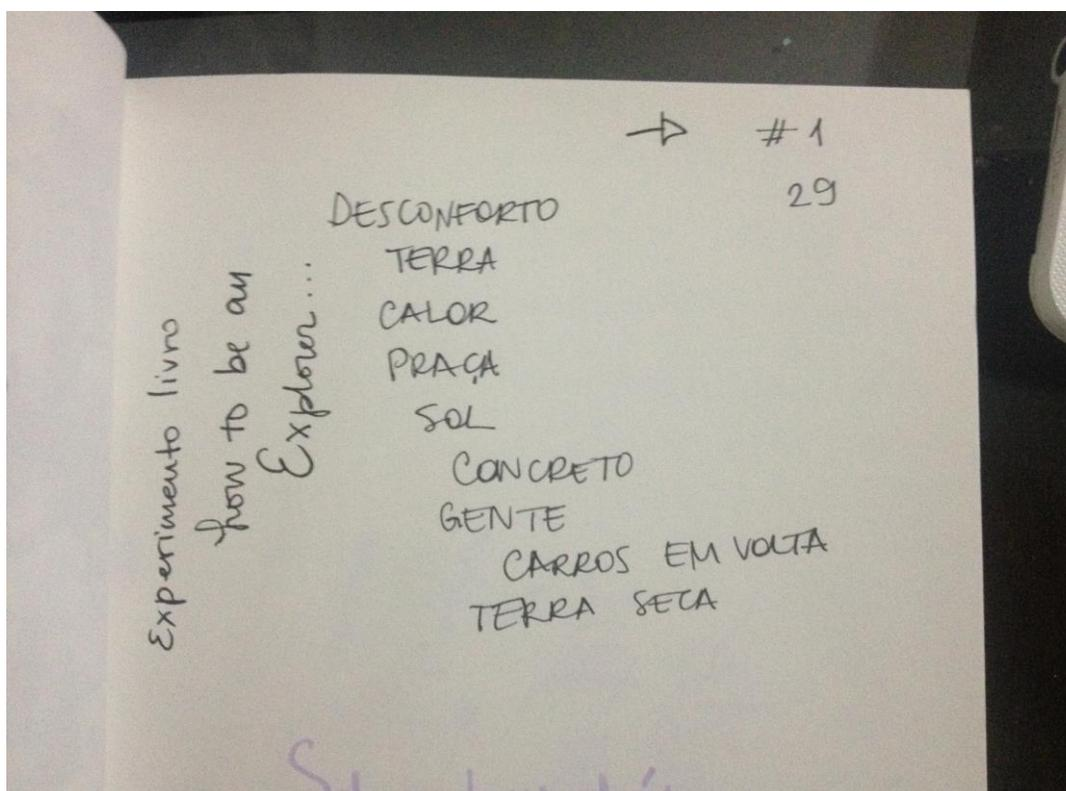 → #1
29
DESCONFORTO
TERRA
CALOR
PRAÇA
SOL
CONCRETO
GENTE
CARROS EM VOLTA
TERRA SECA
Experimento livro
how to be an
Explorer...